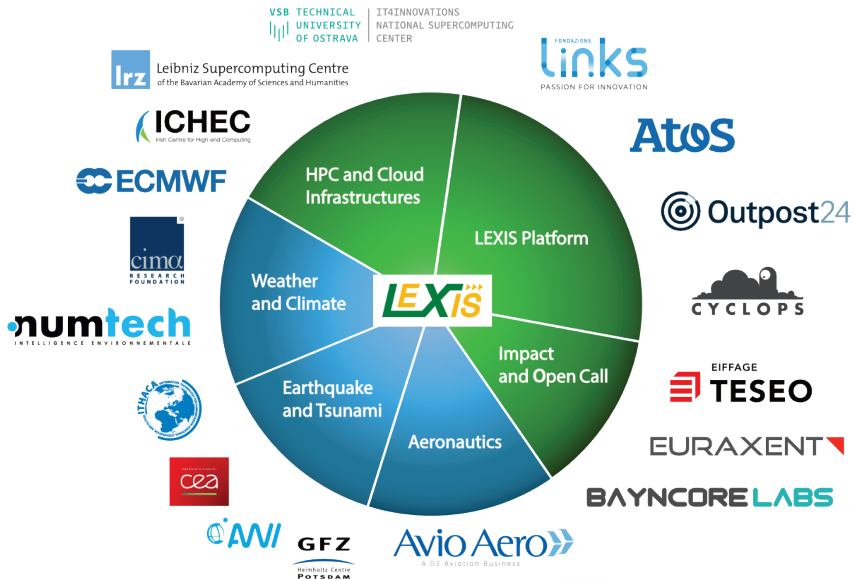 VSB TECHNICAL
UNIVERSITY
OF OSTRAVA
IT4INNOVATIONS
NATIONAL SUPERCOMPUTING
CENTER
lrz
Leibniz Supercomputing Centre
of the Bavarian Academy of Sciences and Humanities
FONDAZIONE
Links
PASSION FOR INNOVATION
ICHEC
Irish Centre for High-end Computing
Atos
ECMWF
HPC and Cloud
Infrastructures
Outpost24
LEXIS Platform
cima
RESEARCH
FOUNDATION
Weather
and Climate
LEXIS
CYCLOPS
numtech
INTELLIGENCE ENVIRONNEMENTALE
Impact
and Open Call
EIFFAGE
TESEO
ITHACA
Earthquake
and Tsunami
Aeronautics
EURAXENT
cea
BAYNCORE LABS
AWI
GFZ
Helmholtz Centre
POTSDAM
Avio Aero
A GE Aviation Business